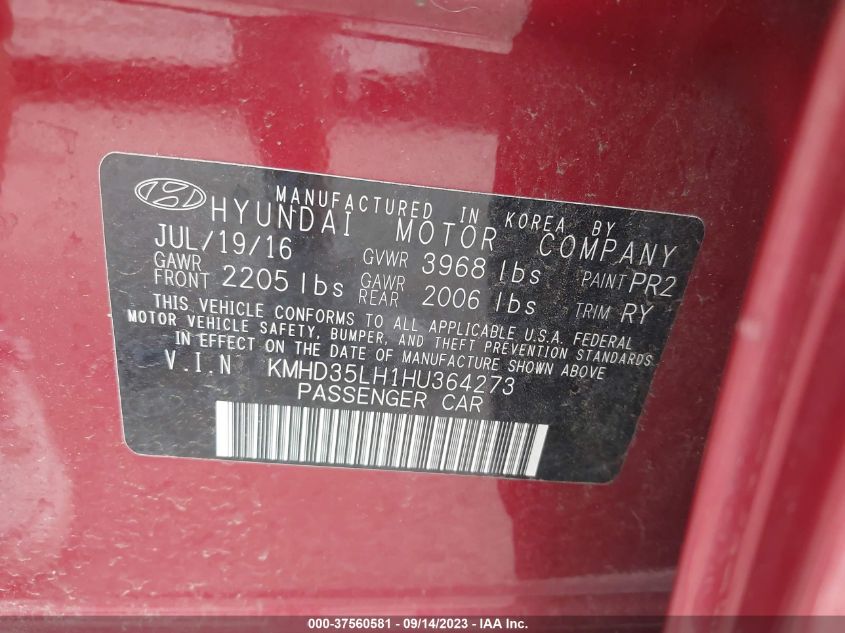 MANUFACTURED IN KOREA BY
HYUNDAI MOTOR COMPANY
JUL/19/16 GVWR 3968 lbs PAINT PR2
GAWR FRONT 2205 lbs GAWR REAR 2006 lbs TRIM RY
THIS VEHICLE CONFORMS TO ALL APPLICABLE U.S.A. FEDERAL
MOTOR VEHICLE SAFETY, BUMPER, AND THEFT PREVENTION STANDARDS
IN EFFECT ON THE DATE OF MANUFACTURE SHOWN ABOVE
V.I.N KMHD35LH1HU364273
PASSENGER CAR
000-37560581 - 09/14/2023 - IAAI.com